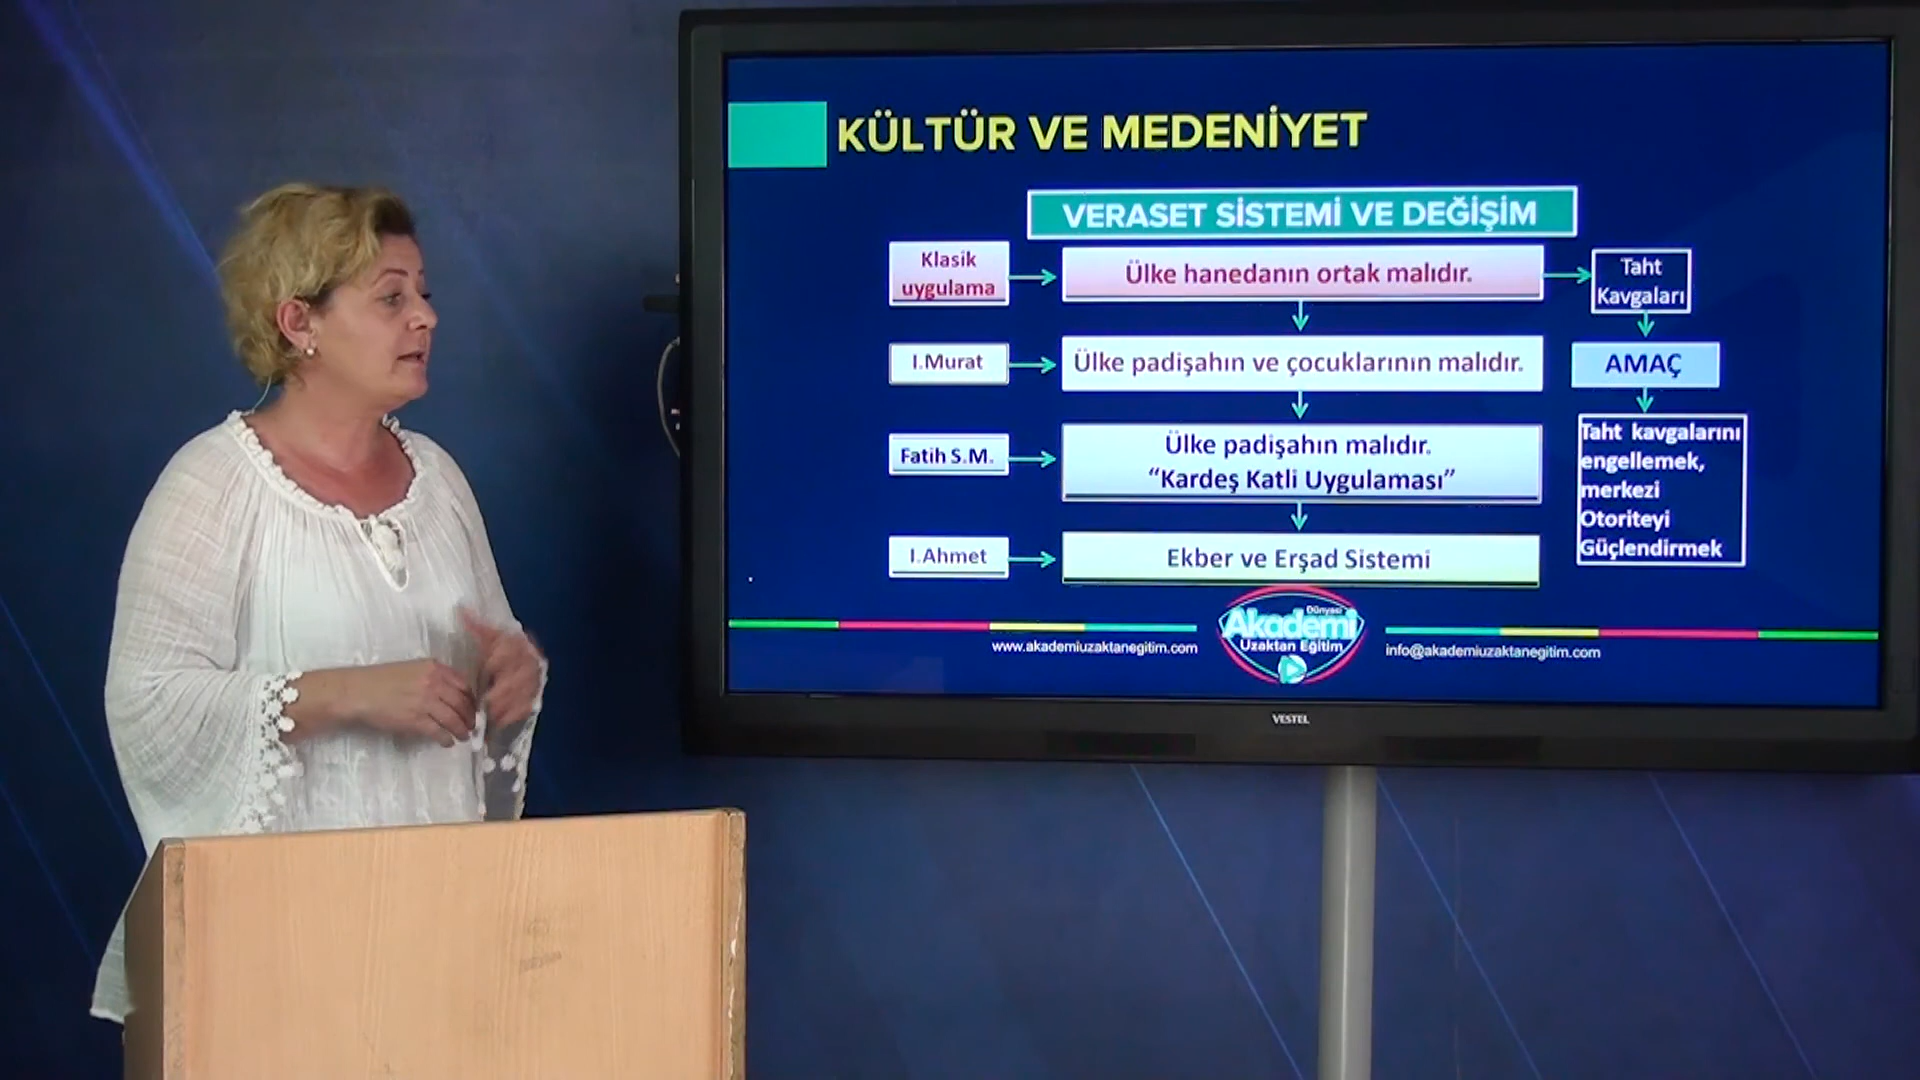 KÜLTÜR VE MEDENİYET
VERASET SİSTEMİ VE DEĞİŞİM
Klasik
uygulama
Ülke hanedanın ortak malıdır.
Taht
Kavgaları
I.Murat
Ülke padişahın ve çocuklarının malıdır.
AMAÇ
Fatih S.M.
Ülke padişahın malıdır.
“Kardeş Katli Uygulaması”
Taht kavgalarını
engellemek,
merkezi
Otoriteyi
Güçlendirmek
I.Ahmet
Ekber ve Erşad Sistemi
www.akademiuzaktanegitim.com
Dünyası
Akademi
Uzaktan Eğitim
info@akademiuzaktanegitim.com
VESTEL